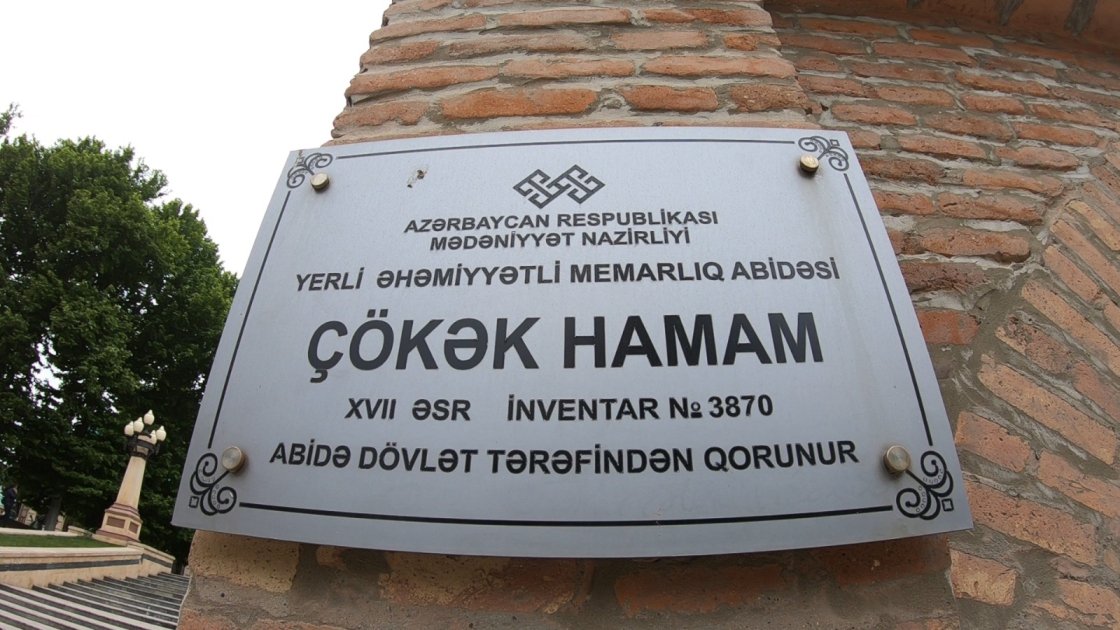 AZƏRBAYCAN RESPUBLİKASI
MƏDƏNİYYƏT NAZİRLİYİ
YERLİ ƏHƏMİYYƏTLİ MEMARLIQ ABİDƏSİ
ÇÖKƏK HAMAM
XVII ƏSR İNVENTAR № 3870
ABİDƏ DÖVLƏT TƏRƏFİNDƏN QORUNUR